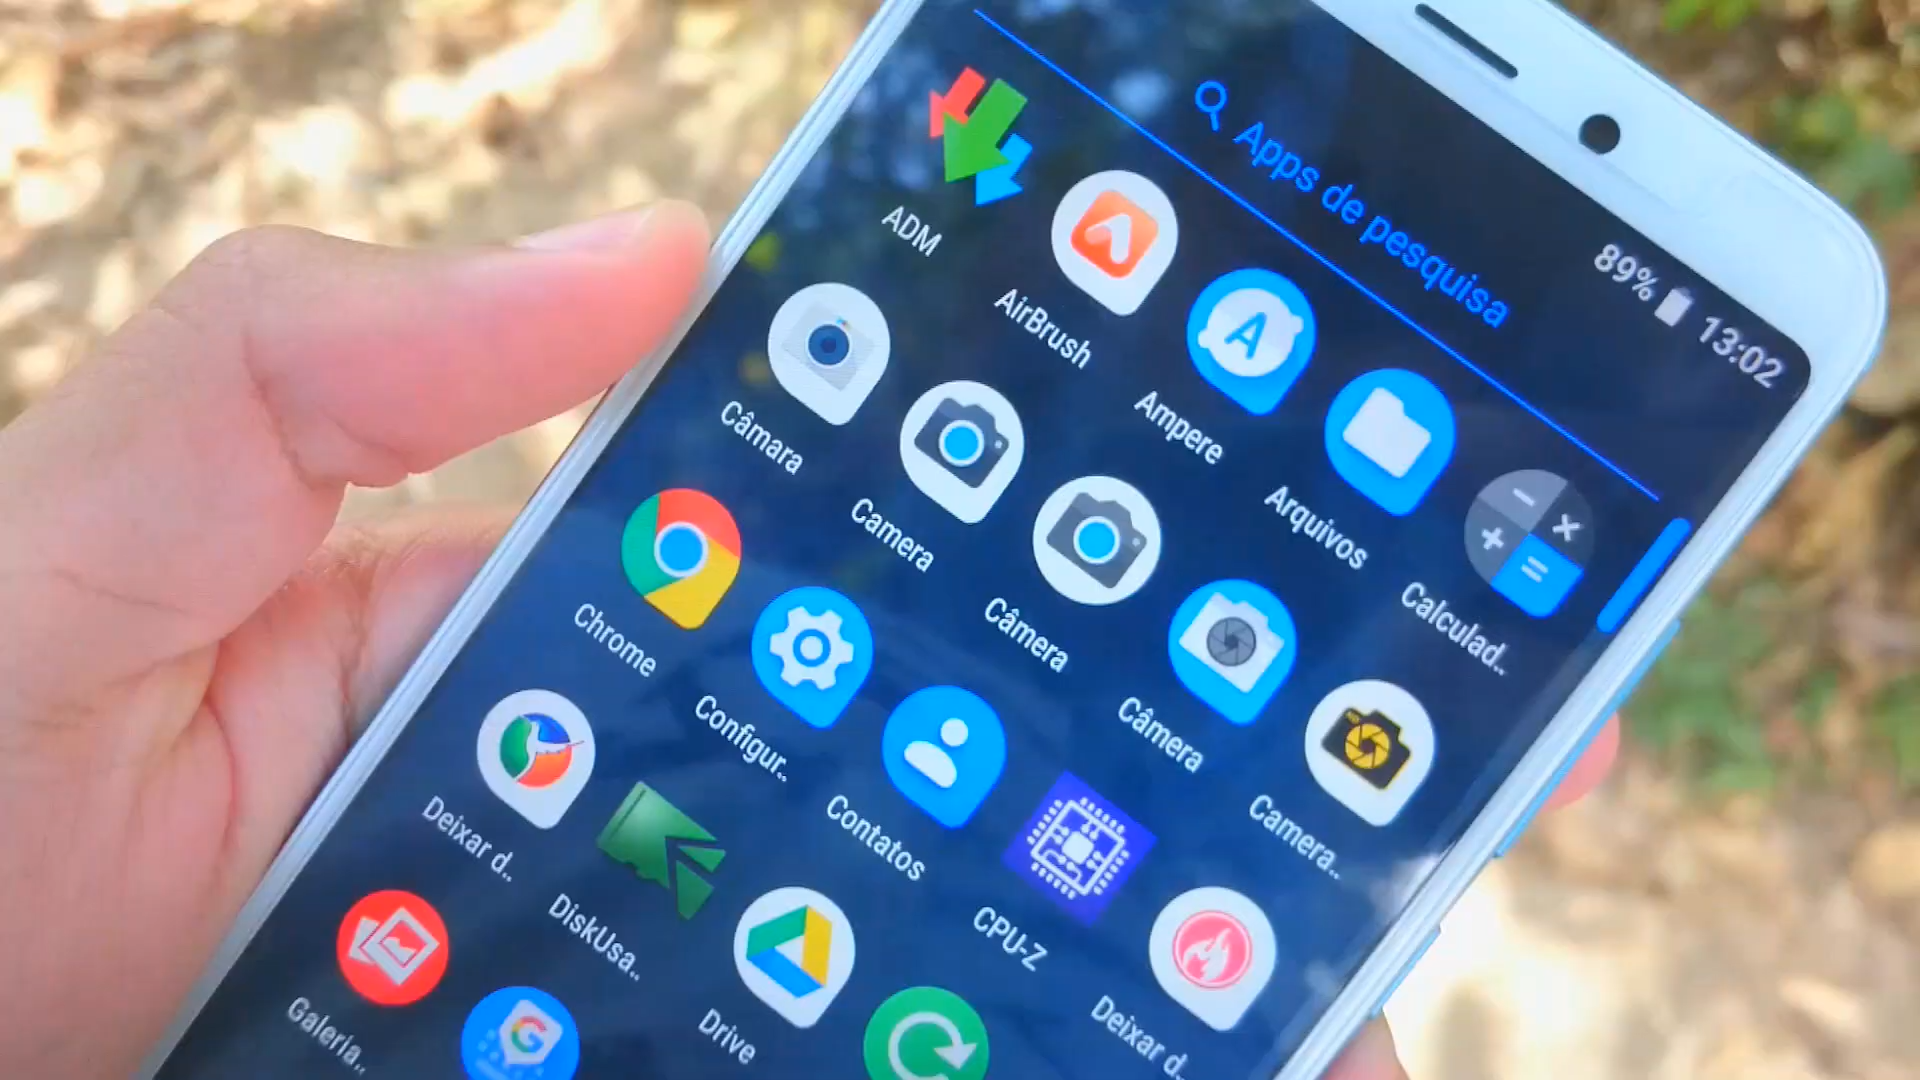 89% 13:02
Apps de pesquisa
ADM
AirBrush
Ampere
Arquivos
Calculad..
Câmara
Camera
Câmera
Câmera
Camera..
Chrome
Configur..
Contatos
CPU-Z
Deixar d..
Deixar d..
DiskUsa..
Drive
Galeria..